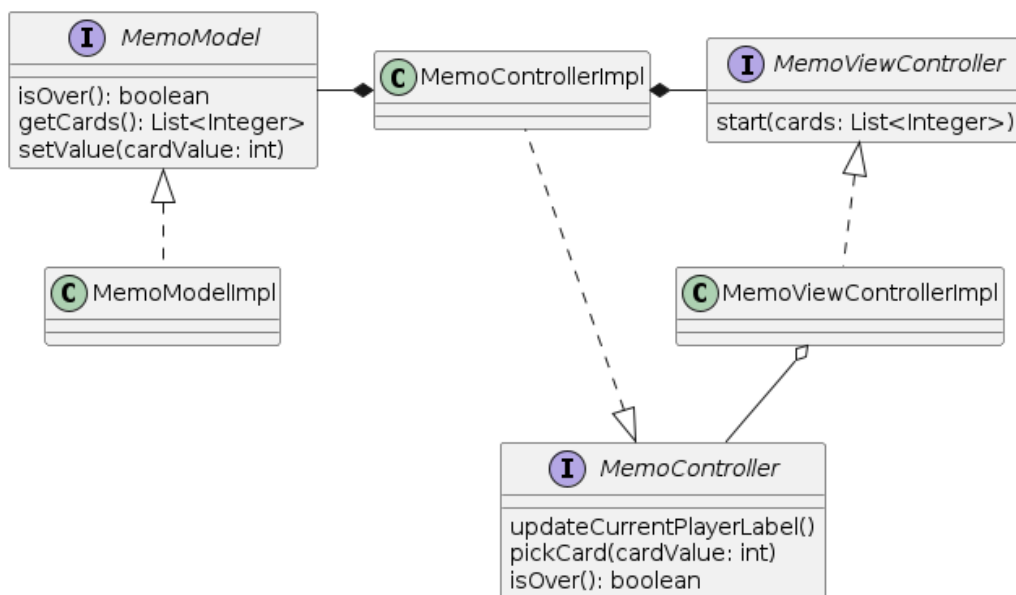 I MemoModel
isOver(): boolean
getCards(): List<Integer>
setValue(cardValue: int)
C MemoControllerImpl
I MemoViewController
start(cards: List<Integer>)
C MemoModelImpl
C MemoViewControllerImpl
I MemoController
updateCurrentPlayerLabel()
pickCard(cardValue: int)
isOver(): boolean